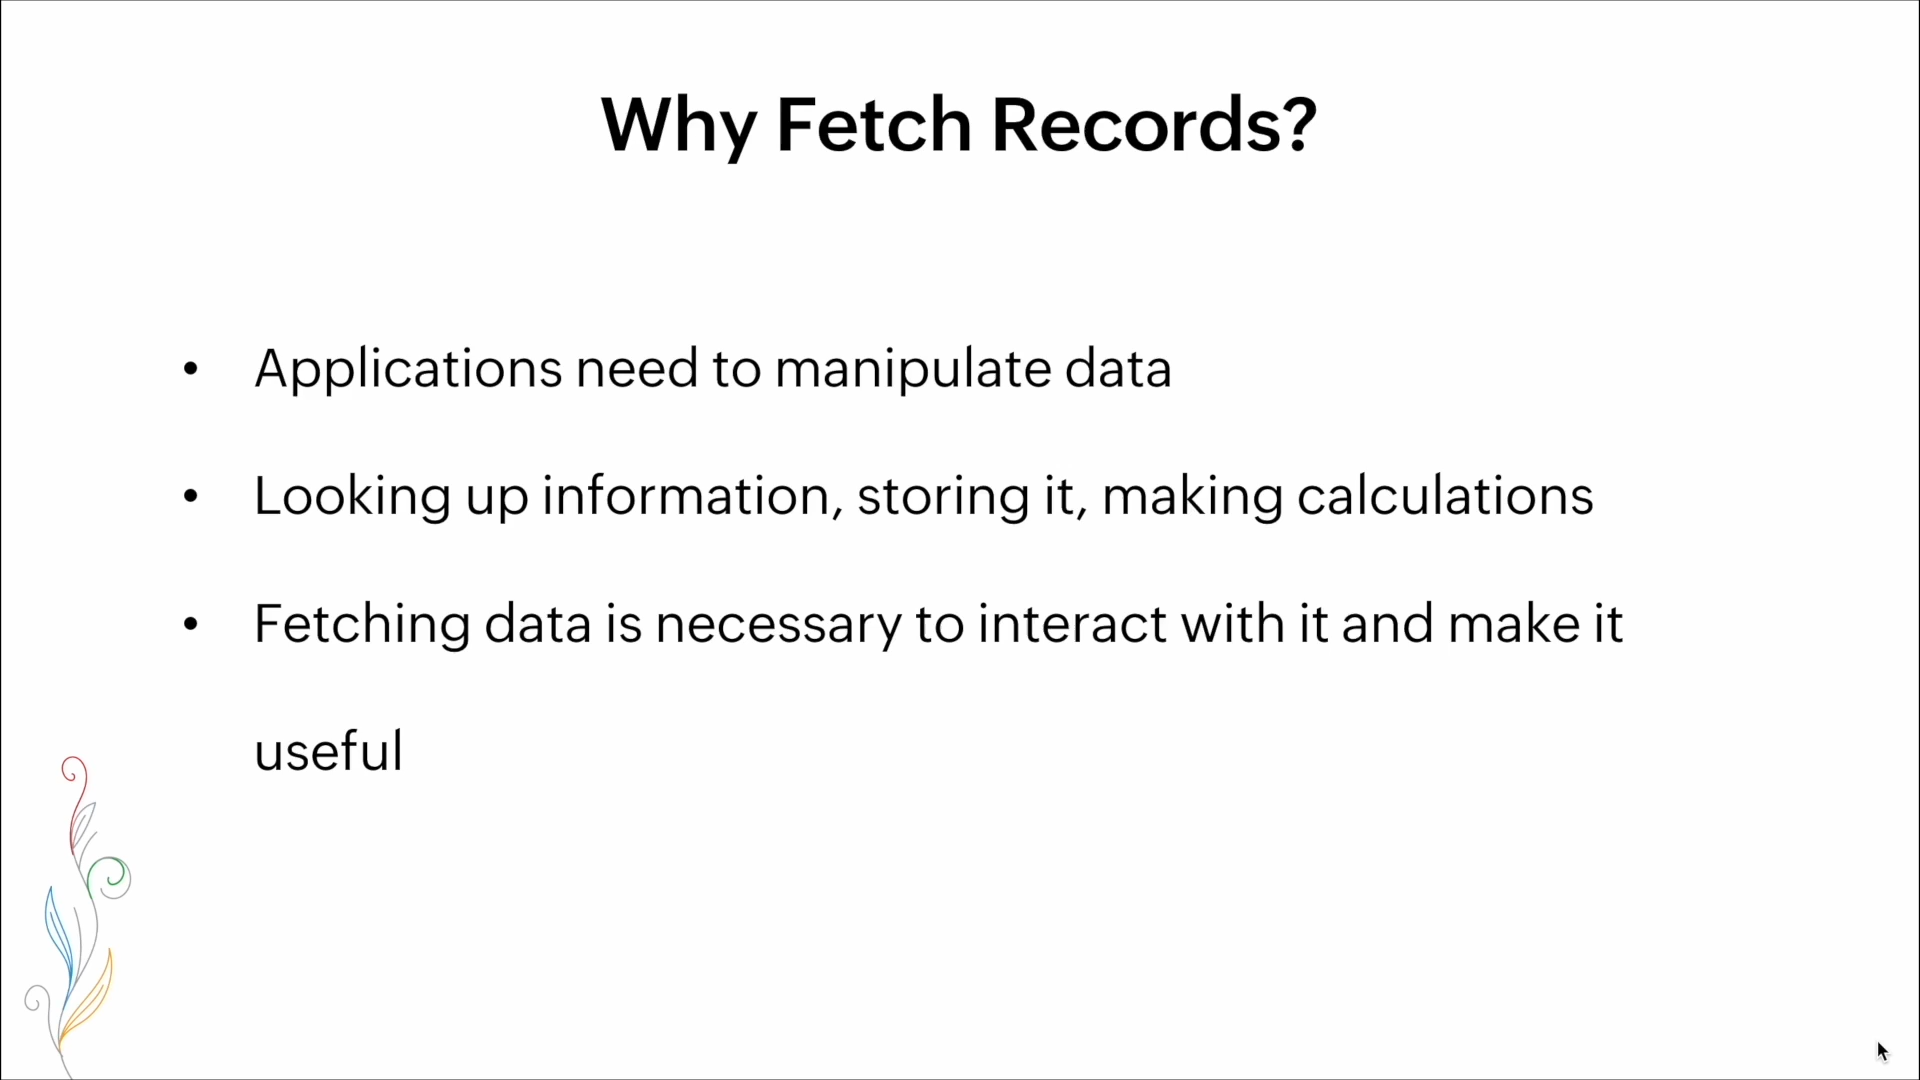 Why Fetch Records?
• Applications need to manipulate data
• Looking up information, storing it, making calculations
• Fetching data is necessary to interact with it and make it
useful